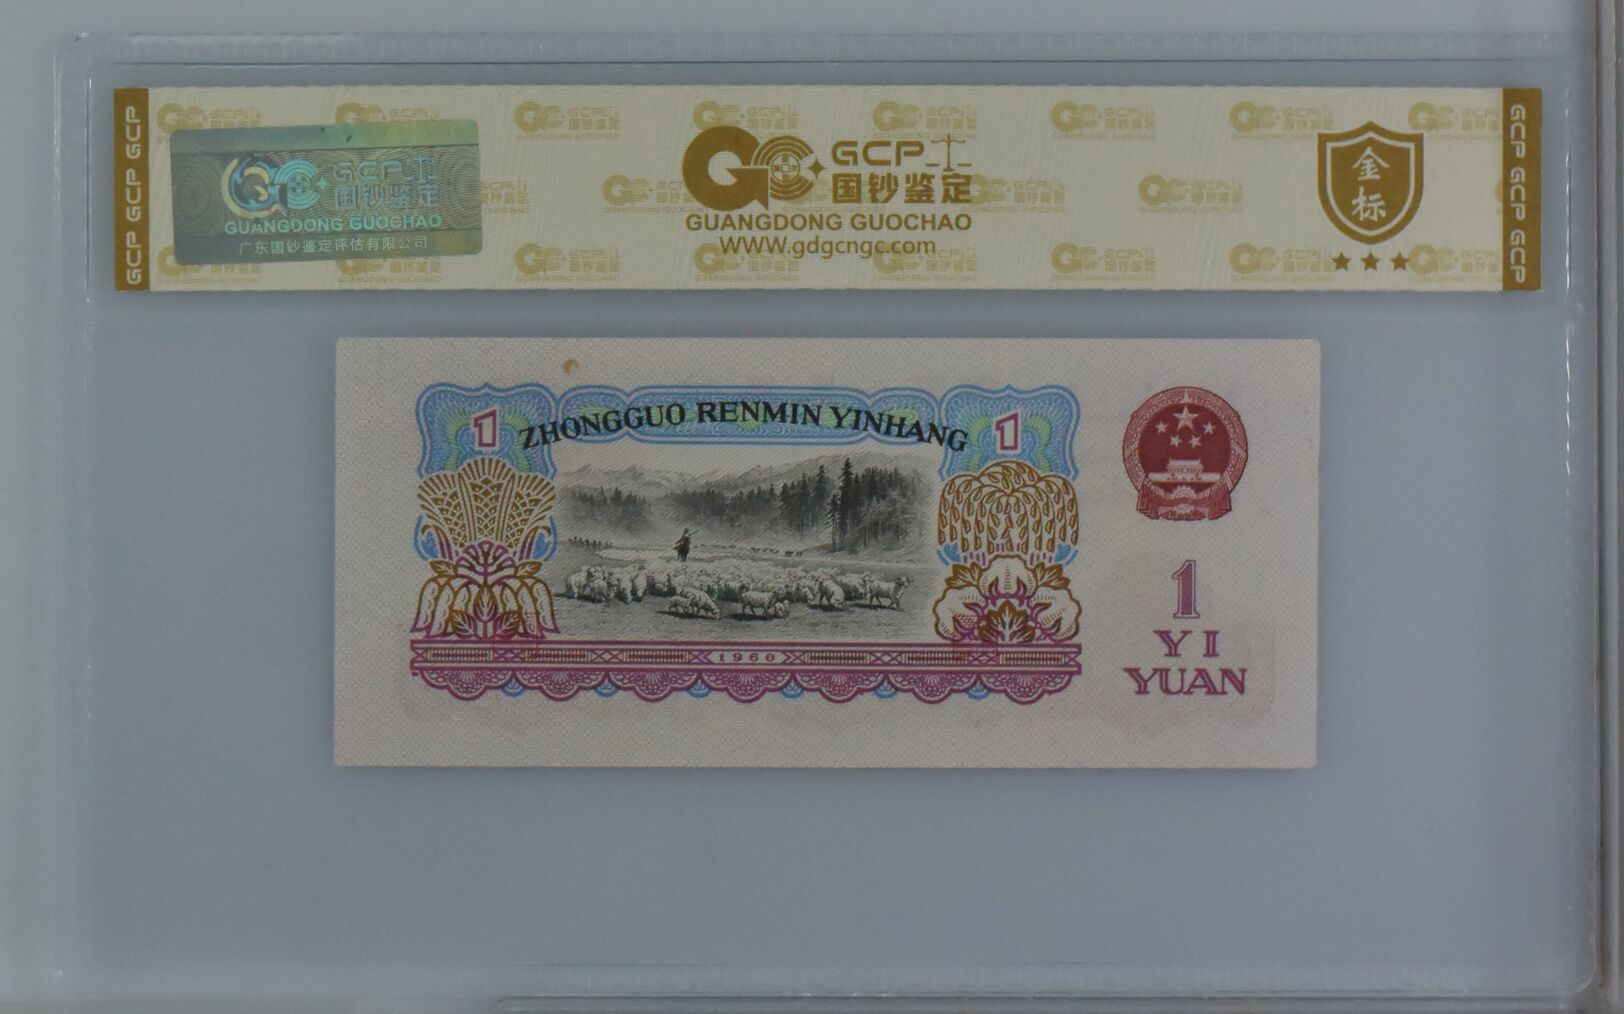 GCP GCP GCP
GCP
国钞鉴定
GUANGDONG GUOCHAO
广东国钞鉴定评估有限公司
GCP
国钞鉴定
GUANGDONG GUOCHAO
WWW.gdgcngc.com
金
标
GCP GCP GCP
1
ZHONGGUO RENMIN YINHANG
1
1960
1
YI
YUAN